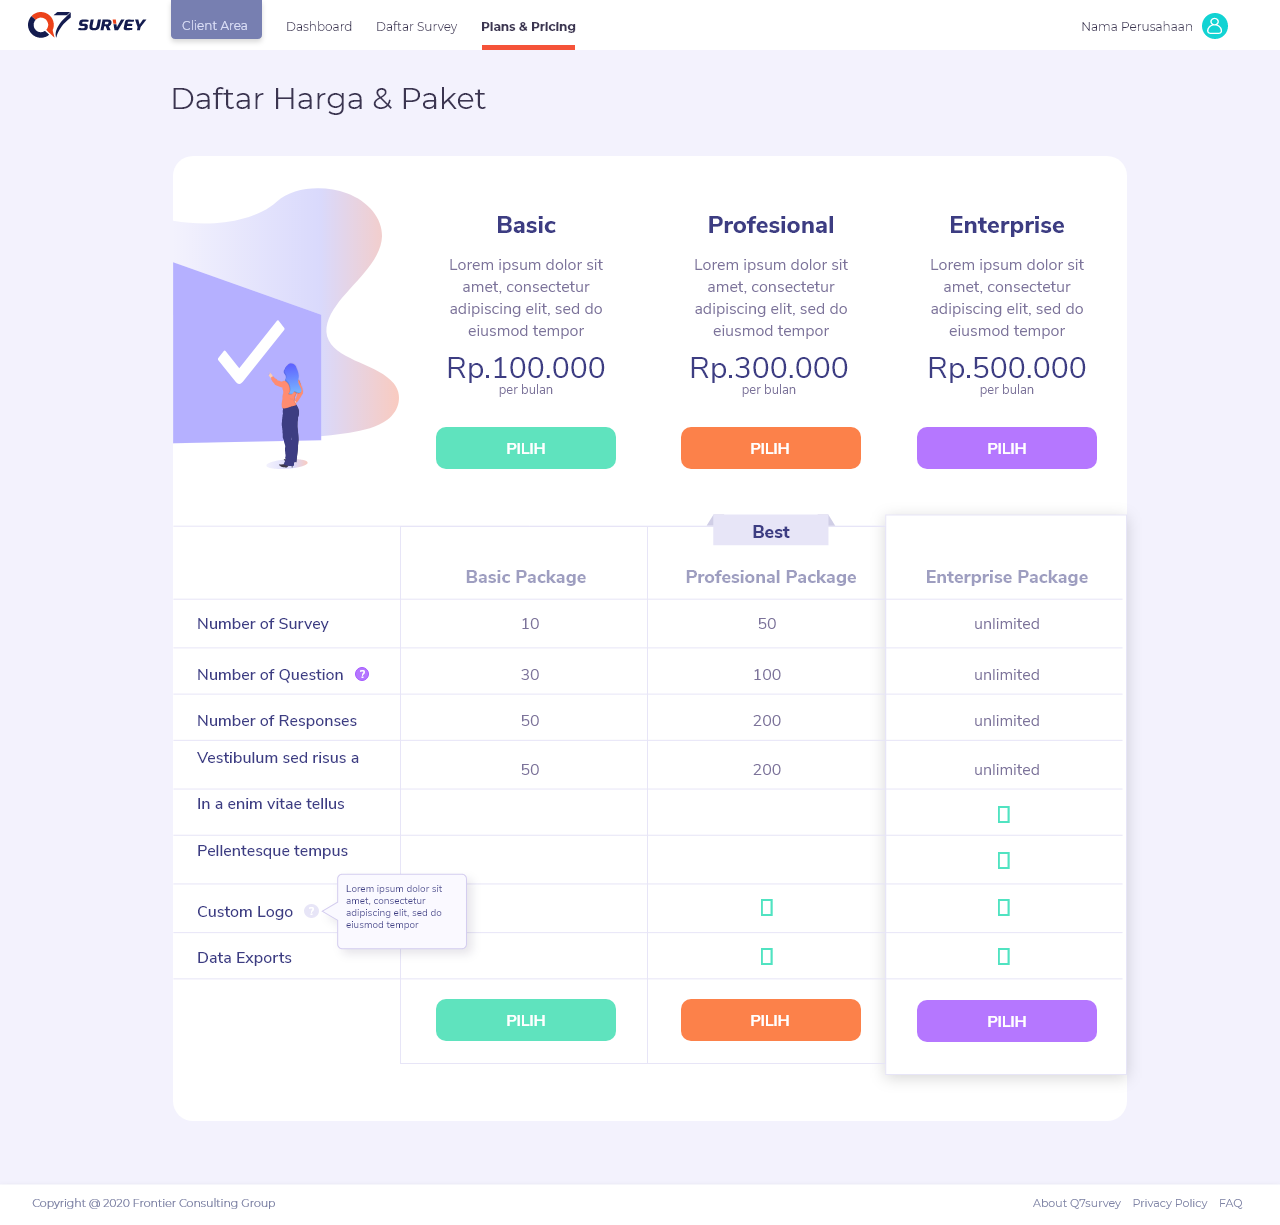 Q7 SURVEY
Client Area
Dashboard
Daftar Survey
Plans & Pricing
Nama Perusahaan
Daftar Harga & Paket
Basic
Lorem ipsum dolor sit
amet, consectetur
adipiscing elit, sed do
eiusmod tempor
Rp.100.000
per bulan
PILIH
Profesional
Lorem ipsum dolor sit
amet, consectetur
adipiscing elit, sed do
eiusmod tempor
Rp.300.000
per bulan
PILIH
Enterprise
Lorem ipsum dolor sit
amet, consectetur
adipiscing elit, sed do
eiusmod tempor
Rp.500.000
per bulan
PILIH
Best
Basic Package Profesional Package Enterprise Package
Number of Survey 10 50 unlimited
Number of Question ? 30 100 unlimited
Number of Responses 50 200 unlimited
Vestibulum sed risus a 50 200 unlimited
In a enim vitae tellus
Pellentesque tempus
Custom Logo ?
Lorem ipsum dolor sit
amet, consectetur
adipiscing elit, sed do
eiusmod tempor
Data Exports
PILIH PILIH PILIH
Copyright @ 2020 Frontier Consulting Group
About Q7survey Privacy Policy FAQ